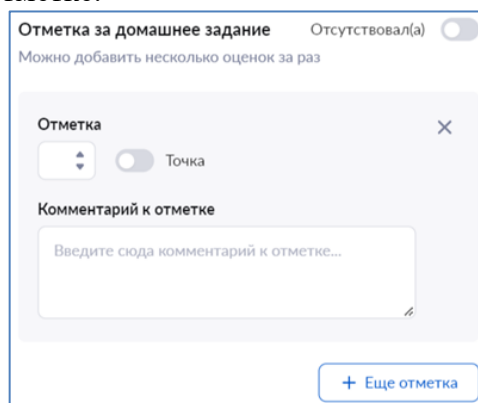 Отметка за домашнее задание Отсутствовал(а)
Можно добавить несколько оценок за раз
Отметка
Точка
Комментарий к отметке
Введите сюда комментарий к отметке...
+ Еще отметка